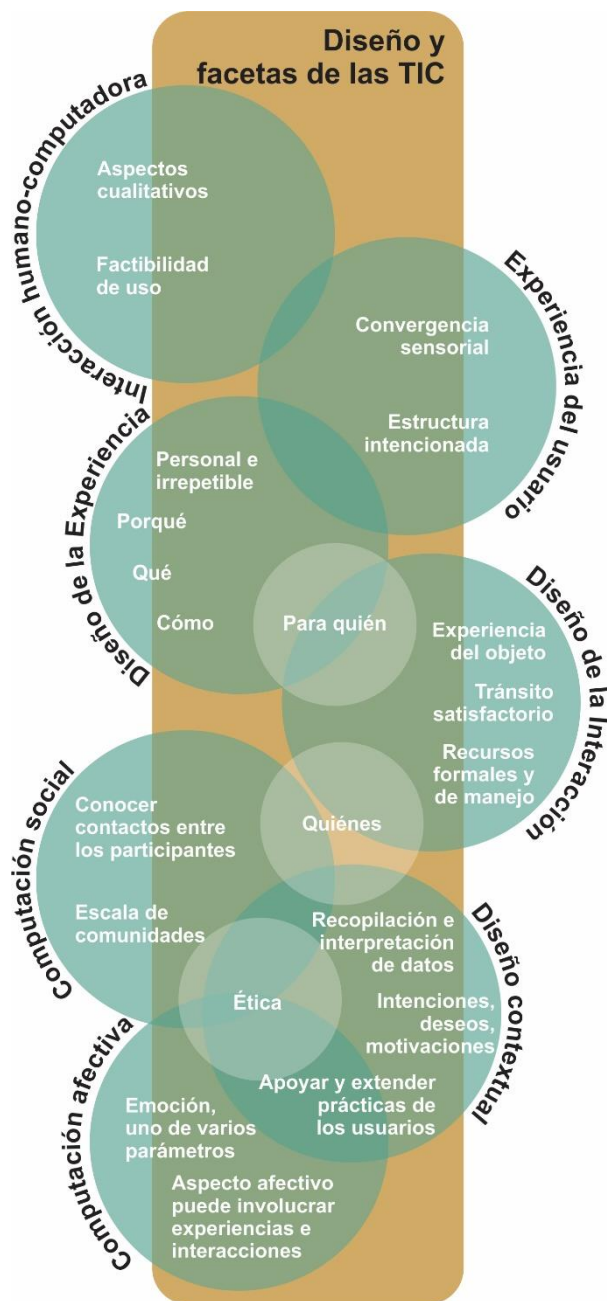 Diseño y
facetas de las TIC
Interacción humano-computadora
Aspectos
cualitativos
Factibilidad
de uso
Experiencia del usuario
Convergencia
sensorial
Estructura
intencionada
Diseño de la Experiencia
Personal e
irrepetible
Porqué
Qué
Cómo
Para quién
Diseño de la Interacción
Experiencia
del objeto
Tránsito
satisfactorio
Recursos
formales y
de manejo
Quiénes
Computación social
Conocer
contactos entre
los participantes
Escala de
comunidades
Diseño contextual
Recopilación e
interpretación
de datos
Intenciones,
deseos,
motivaciones
Apoyar y extender
prácticas de
los usuarios
Ética
Computación afectiva
Emoción,
uno de varios
parámetros
Aspecto afectivo
puede involucrar
experiencias e
interacciones